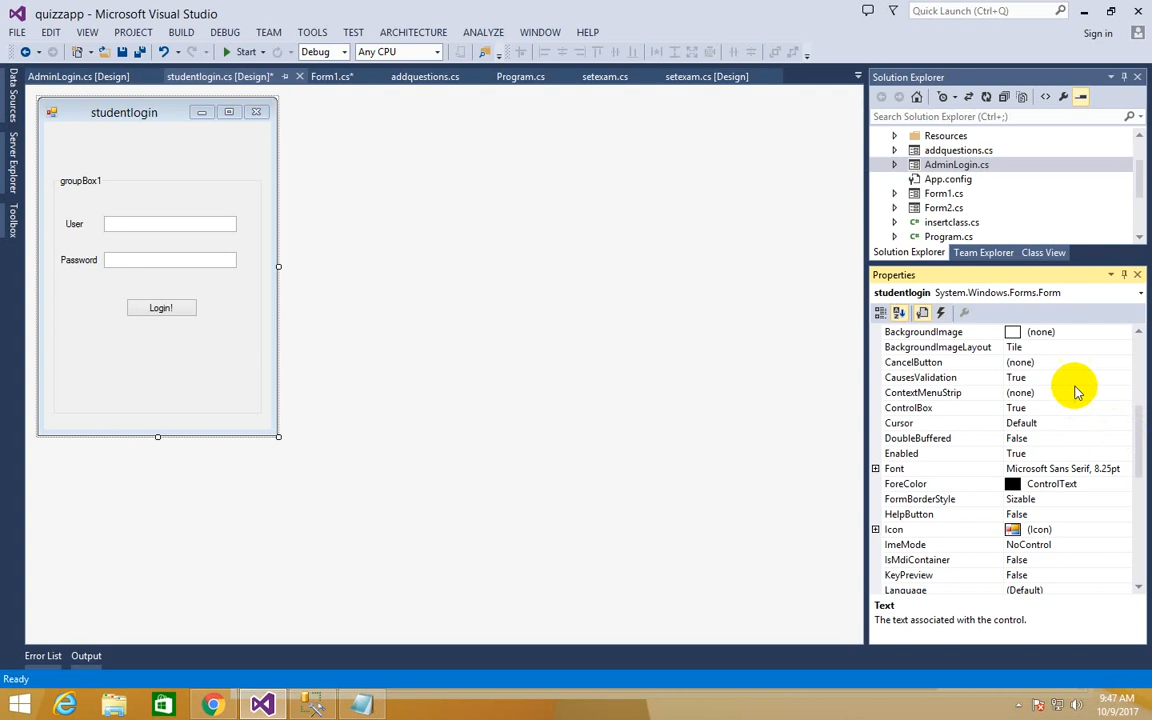 quizzapp - Microsoft Visual Studio
Quick Launch (Ctrl+;)
FILE EDIT VIEW PROJECT BUILD DEBUG TEAM TOOLS TEST ARCHITECTURE ANALYZE WINDOW HELP
Sign in
Start Debug Any CPU
AdminLogin.cs [Design] studentlogin.cs [Design]* Form1.cs* addquestions.cs Program.cs setexam.cs setexam.cs [Design]
Data Sources
Server Explorer
Toolbox
studentlogin
groupBox1
User
Password
Login!
Solution Explorer
Search Solution Explorer (Ctrl+;)
Resources
addquestions.cs
AdminLogin.cs
App.config
Form1.cs
Form2.cs
insertclass.cs
Program.cs
Solution Explorer Team Explorer Class View
Properties
studentlogin System.Windows.Forms.Form
BackgroundImage (none)
BackgroundImageLayout Tile
CancelButton (none)
CausesValidation True
ContextMenuStrip (none)
ControlBox True
Cursor Default
DoubleBuffered False
Enabled True
Font Microsoft Sans Serif, 8.25pt
ForeColor ControlText
FormBorderStyle Sizable
HelpButton False
Icon (Icon)
ImeMode NoControl
IsMdiContainer False
KeyPreview False
Language (Default)
Text
The text associated with the control.
Error List Output
Ready
9:47 AM
10/9/2017